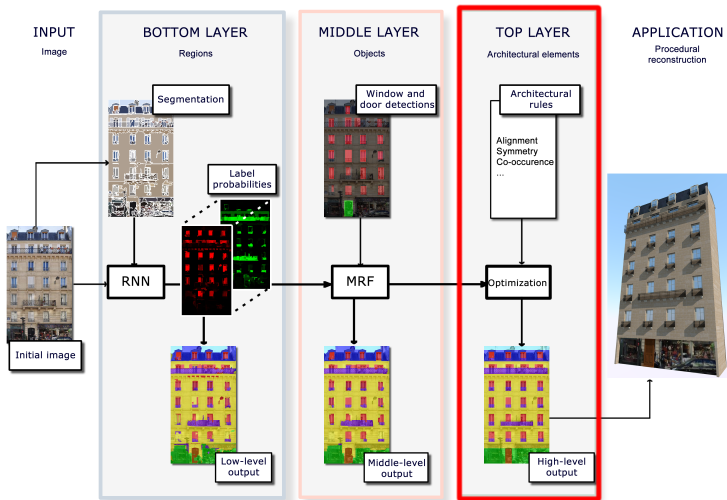 INPUT
Image
BOTTOM LAYER
Regions
MIDDLE LAYER
Objects
TOP LAYER
Architectural elements
APPLICATION
Procedural
reconstruction
Segmentation
Window and
door detections
Architectural
rules
Alignment
Symmetry
Co-occurence
...
Label
probabilities
RNN
MRF
Optimization
Initial image
Low-level
output
Middle-level
output
High-level
output